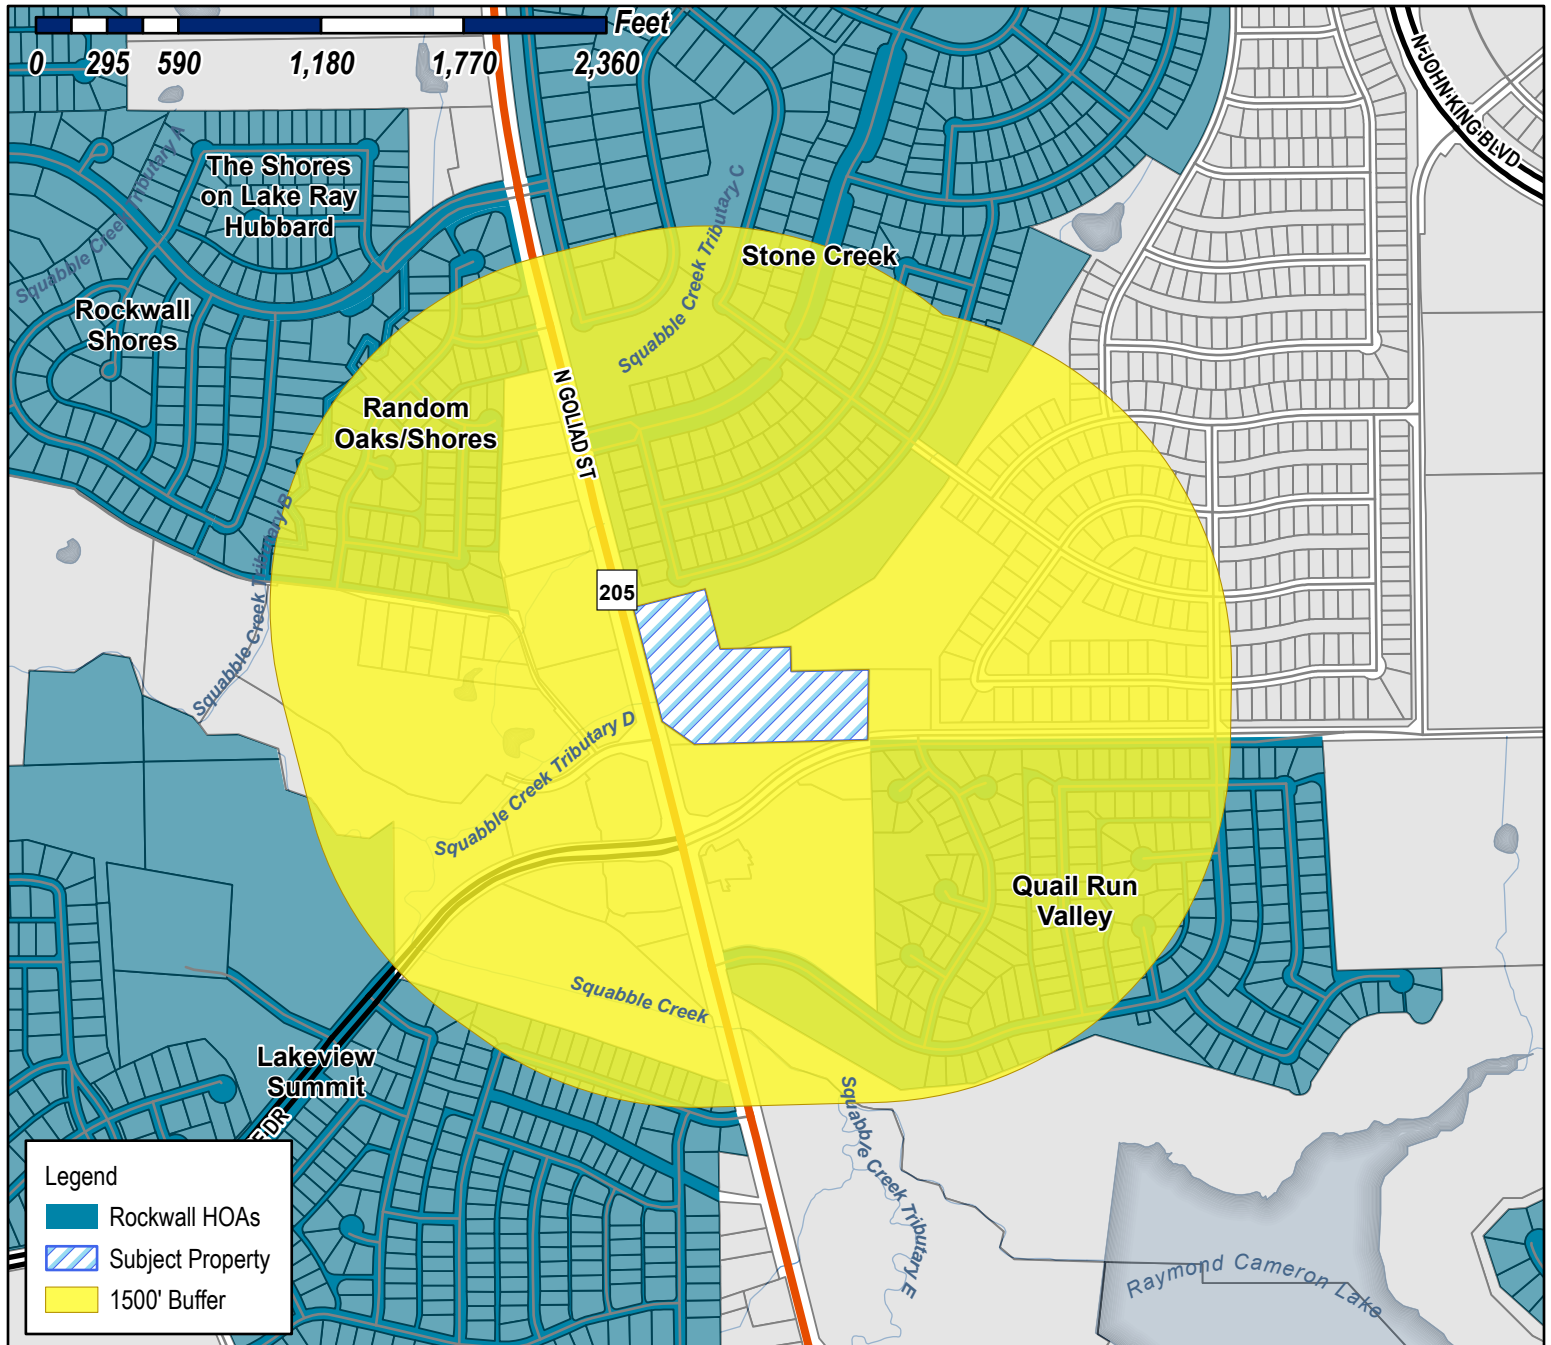 Feet
0 295 590 1,180 1,770 2,360
N JOHN KING BLVD
The Shores
on Lake Ray
Hubbard
Squabble Creek Tributary A
Squabble Creek Tributary C
Stone Creek
Rockwall
Shores
Random
Oaks/Shores
N GOLIAD ST
Squabble Creek Tributary B
205
Squabble Creek Tributary D
Quail Run
Valley
Squabble Creek
Lakeview
Summit
E DR
Squabble Creek Tributary E
Raymond Cameron Lake
Legend
Rockwall HOAs
Subject Property
1500' Buffer